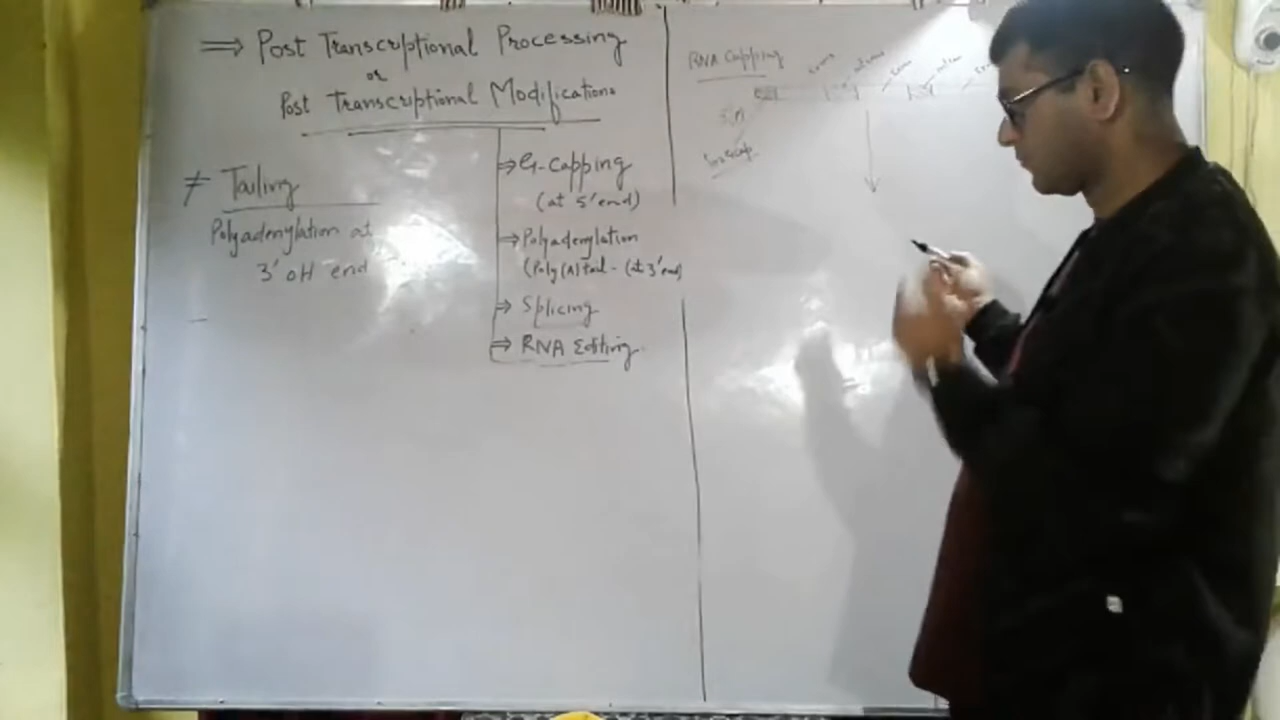 ⇒ Post Transcriptional Processing
or
Post Transcriptional Modifications
⇒ G-Capping
(at 5'end)
⇒ Polyadenylation
(Poly(A) tail - (at 3'end)
⇒ Splicing
⇒ RNA Editing
≠ Tailing
Polyadenylation at
3' OH end
RNA Capping